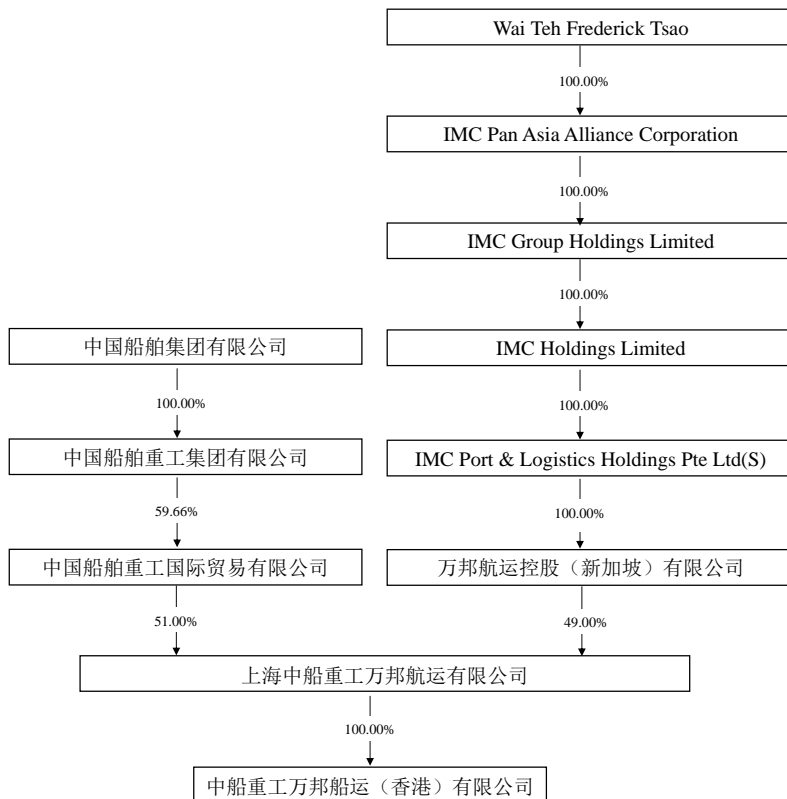 Wai Teh Frederick Tsao
100.00%
IMC Pan Asia Alliance Corporation
100.00%
IMC Group Holdings Limited
100.00%
中国船舶集团有限公司
IMC Holdings Limited
100.00%
100.00%
中国船舶重工集团有限公司
IMC Port & Logistics Holdings Pte Ltd(S)
59.66%
100.00%
中国船舶重工国际贸易有限公司
万邦航运控股（新加坡）有限公司
51.00%
49.00%
上海中船重工万邦航运有限公司
100.00%
中船重工万邦船运（香港）有限公司